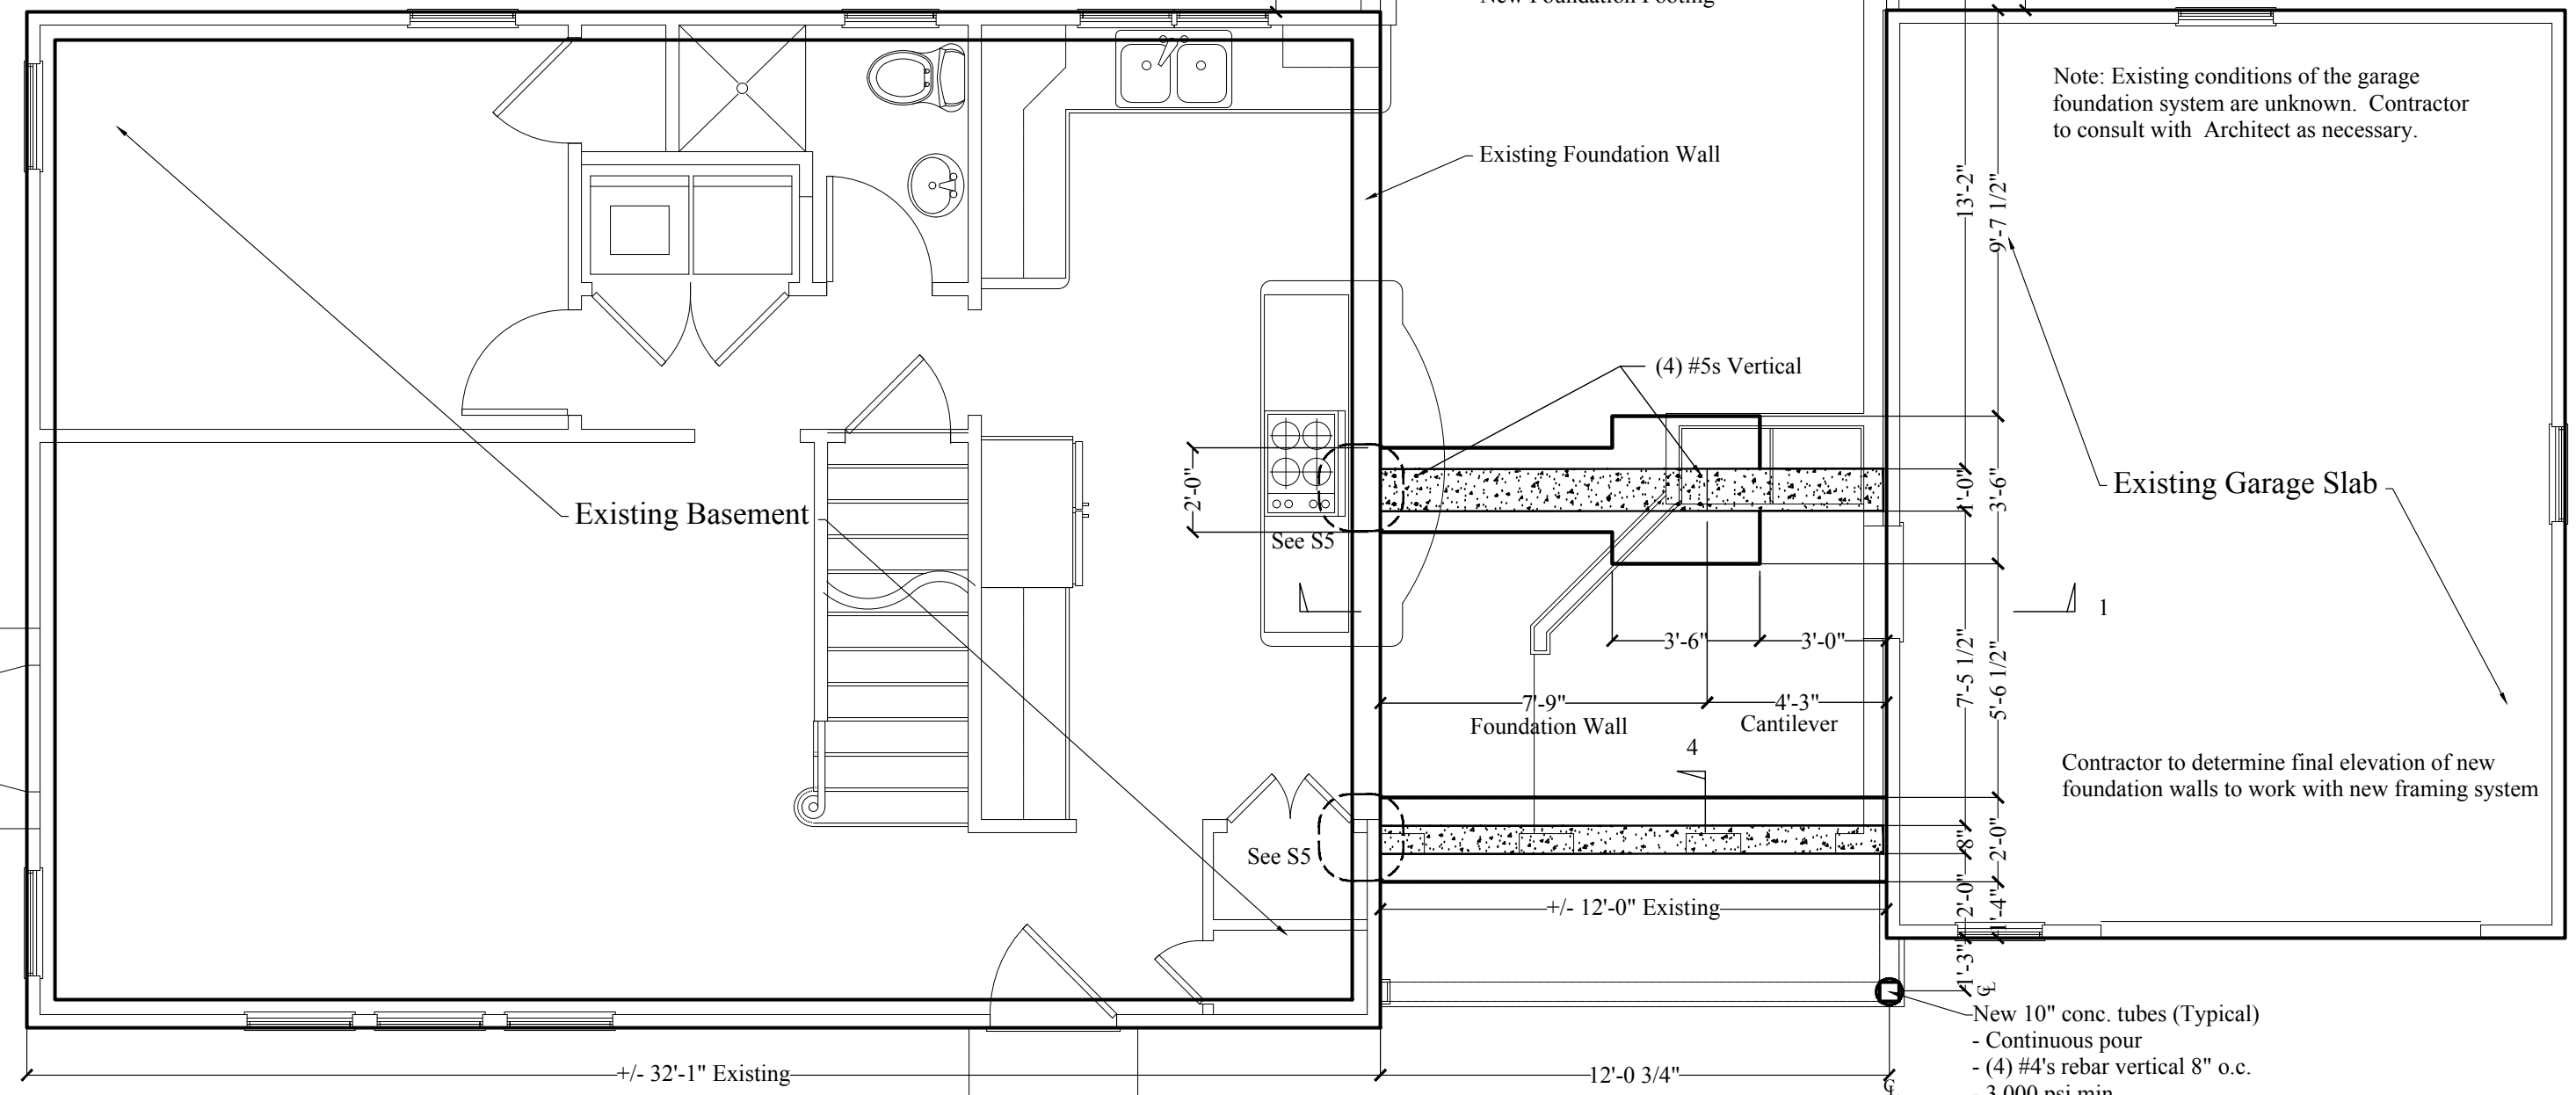 New Foundation Footing
Note: Existing conditions of the garage
foundation system are unknown. Contractor
to consult with Architect as necessary.
Existing Foundation Wall
13'-2"
9'-7 1/2"
(4) #5s Vertical
2'-0"
1'-0"
3'-6"
Existing Garage Slab
Existing Basement
See S5
1
3'-6"
3'-0"
7'-5 1/2"
5'-6 1/2"
7'-9"
4'-3"
Foundation Wall
Cantilever
4
Contractor to determine final elevation of new
foundation walls to work with new framing system
8"
2'-0"
See S5
+/- 12'-0" Existing
2'-0"
1'-4"
1'-3"
℄
New 10" conc. tubes (Typical)
- Continuous pour
- (4) #4's rebar vertical 8" o.c.
- 3,000 psi min
+/- 32'-1" Existing
12'-0 3/4"
℄